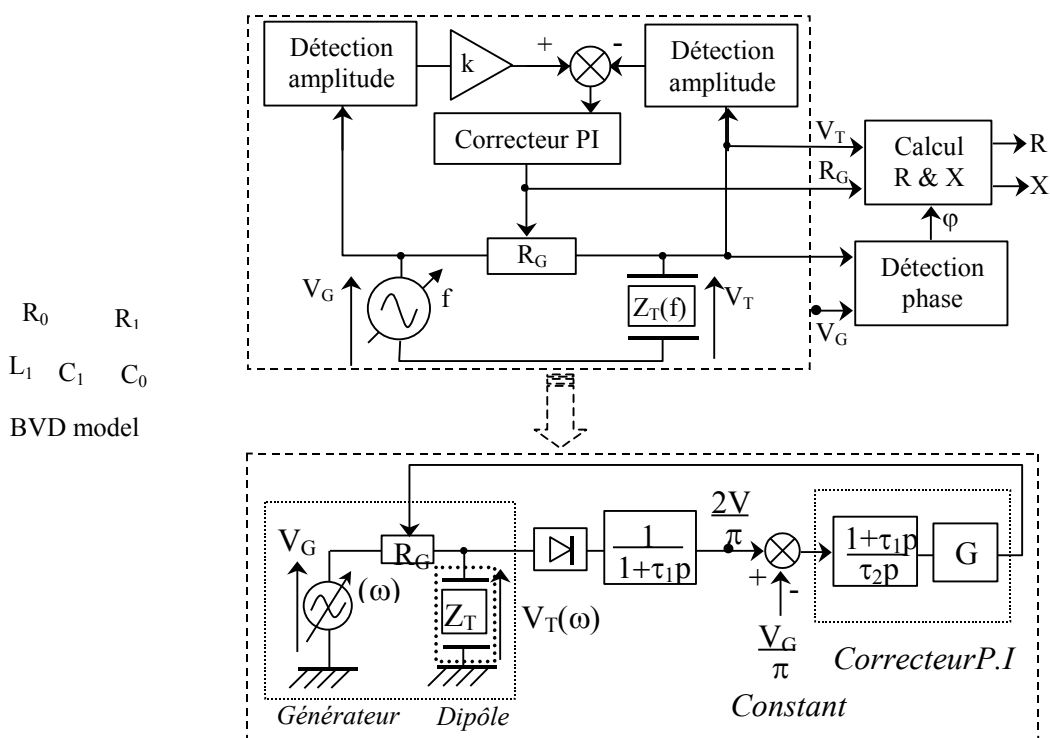 Détection
amplitude
k
+
-
Détection
amplitude
Correcteur PI
V_T
R_G
Calcul
R & X
R
X
φ
R_G
V_G
f
Z_T(f)
V_T
Détection
phase
V_G
R_0
R_1
L_1
C_1
C_0
BVD model
V_G
R_G
(ω)
Z_T
V_T(ω)
1
1+τ_1p
2V
π
+
-
V_G
π
Constant
1+τ_1p
τ_2p
G
CorrecteurP.I
Générateur
Dipôle